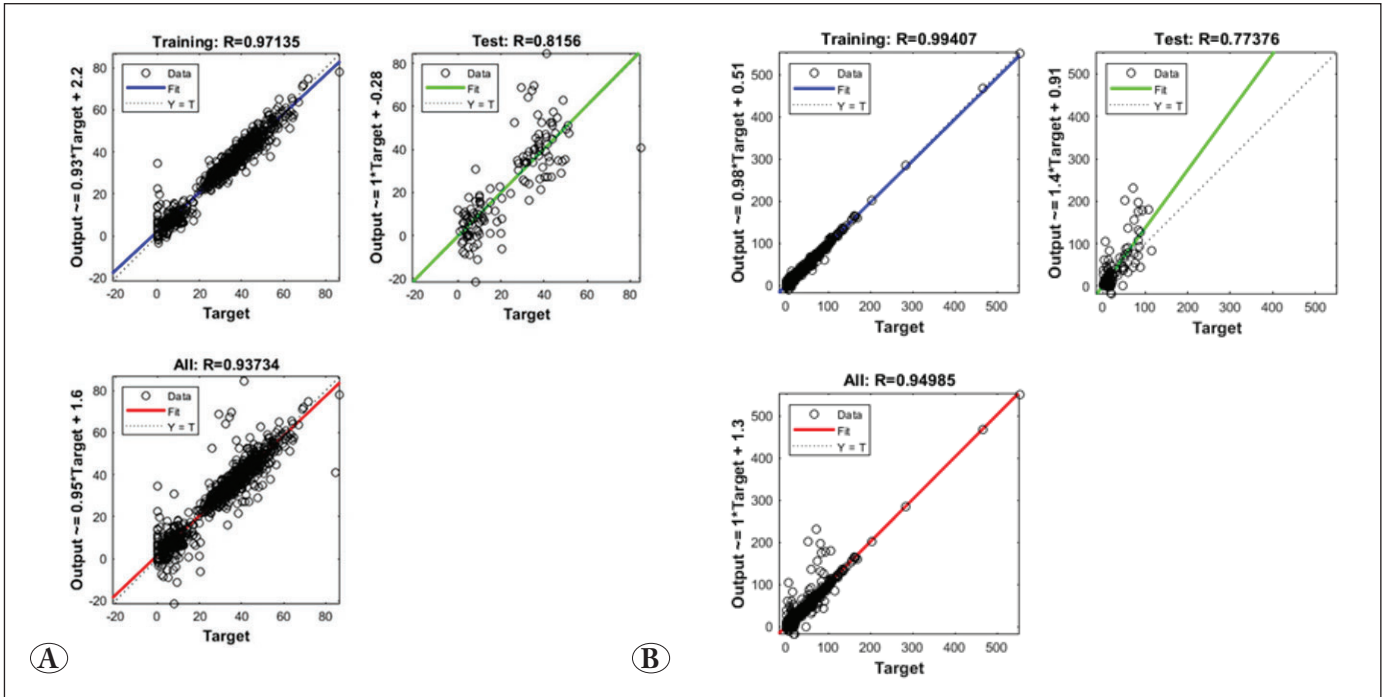 Training: R=0.97135
Output ~= 0.93*Target + 2.2
80
60
40
20
0
-20
Data
Fit
Y = T
-20 0 20 40 60 80
Target
Test: R=0.8156
Output ~= 1*Target + -0.28
80
60
40
20
0
-20
Data
Fit
Y = T
-20 0 20 40 60 80
Target
All: R=0.93734
Output ~= 0.95*Target + 1.6
80
60
40
20
0
-20
Data
Fit
Y = T
-20 0 20 40 60 80
Target
A
Training: R=0.99407
Output ~= 0.98*Target + 0.51
500
400
300
200
100
0
Data
Fit
Y = T
0 100 200 300 400 500
Target
Test: R=0.77376
Output ~= 1.4*Target + 0.91
500
400
300
200
100
0
Data
Fit
Y = T
0 100 200 300 400 500
Target
All: R=0.94985
Output ~= 1*Target + 1.3
500
400
300
200
100
0
Data
Fit
Y = T
0 100 200 300 400 500
Target
B